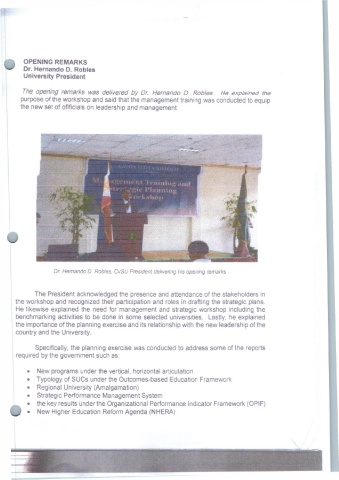 OPENING REMARKS
Dr. Hernando D. Robles
University President
The opening remarks was delivered by Dr. Hernando D. Robles. He explained the
purpose of the workshop and said that the management training was conducted to equip
the new set of offficials on leadership and management.
Management Training and
Strategic Planning
Workshop
Dr. Hernando D. Robles, CVSU President delivering his opening remarks
The President acknowledged the presence and attendance of the stakeholders in
the workshop and recognized their participation and roles in drafting the strategic plans.
He likewise explained the need for management and strategic workshop including the
benchmarking activities to be done in some selected universities. Lastly, he explained
the importance of the planning exercise and its relationship with the new leadership of the
country and the University.
Specifically, the planning exercise was conducted to address some of the reports
required by the government such as:
• New programs under the vertical, horizontal articulation
• Typology of SUCs under the Outcomes-based Education Framework
• Regional University (Amalgamation)
• Strategic Performance Management System
• the key results under the Organizational Performance Indicator Framework (OPIF)
• New Higher Education Reform Agenda (NHERA)